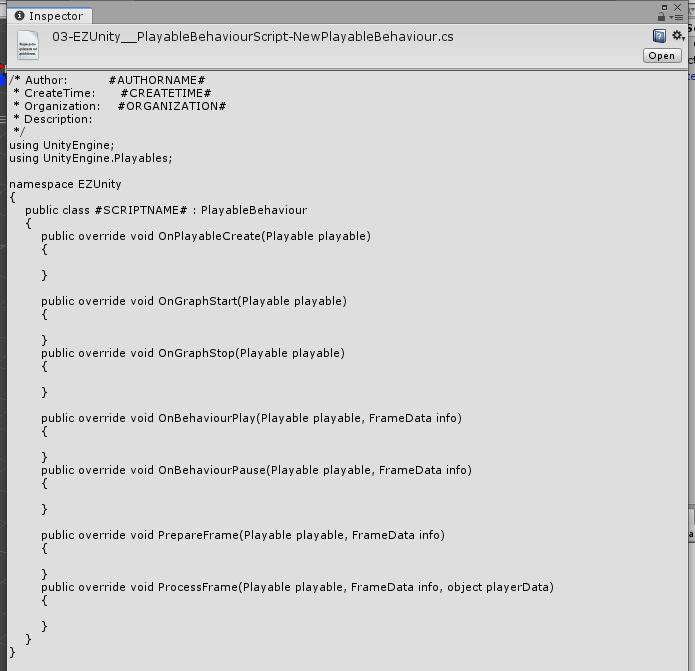 Inspector
03-EZUnity__PlayableBehaviourScript-NewPlayableBehaviour.cs
Open
/* Author:          #AUTHORNAME#
 * CreateTime:      #CREATETIME#
 * Organization:    #ORGANIZATION#
 * Description:
 */
using UnityEngine;
using UnityEngine.Playables;

namespace EZUnity
{
    public class #SCRIPTNAME# : PlayableBehaviour
    {
        public override void OnPlayableCreate(Playable playable)
        {

        }

        public override void OnGraphStart(Playable playable)
        {

        }
        public override void OnGraphStop(Playable playable)
        {

        }

        public override void OnBehaviourPlay(Playable playable, FrameData info)
        {

        }
        public override void OnBehaviourPause(Playable playable, FrameData info)
        {

        }

        public override void PrepareFrame(Playable playable, FrameData info)
        {

        }
        public override void ProcessFrame(Playable playable, FrameData info, object playerData)
        {

        }
    }
}